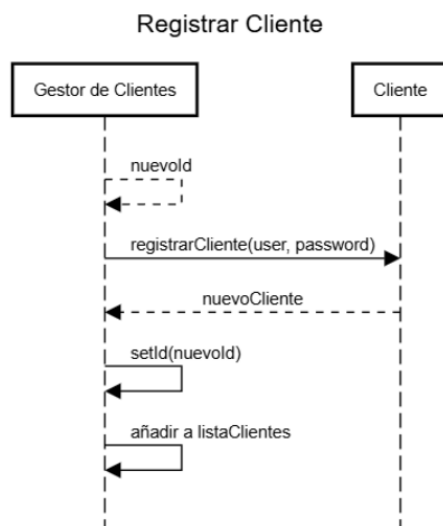 Registrar Cliente
Gestor de Clientes
Cliente
nuevoId
registrarCliente(user, password)
nuevoCliente
setId(nuevoId)
añadir a listaClientes